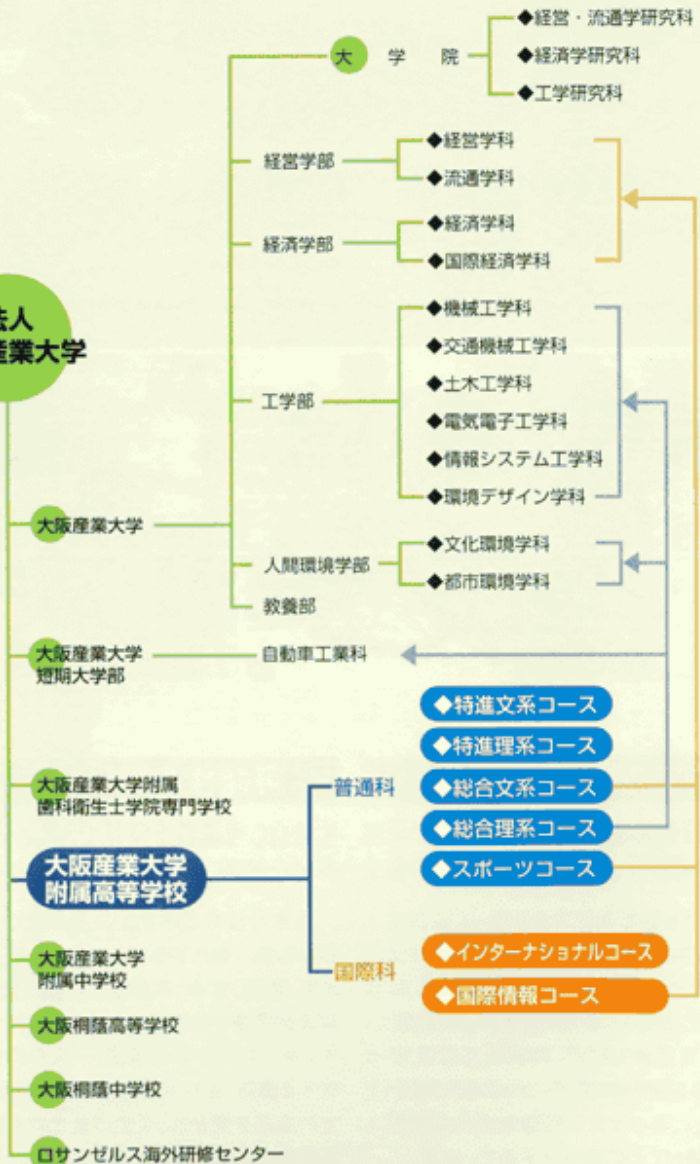 大学院
◆経営・流通学研究科
◆経済学研究科
◆工学研究科
経営学部
◆経営学科
◆流通学科
経済学部
◆経済学科
◆国際経済学科
法人
産業大学
工学部
◆機械工学科
◆交通機械工学科
◆土木工学科
◆電気電子工学科
◆情報システム工学科
◆環境デザイン学科
大阪産業大学
人間環境学部
◆文化環境学科
◆都市環境学科
教養部
大阪産業大学
短期大学部
自動車工業科
大阪産業大学附属
歯科衛生士学院専門学校
大阪産業大学
附属高等学校
普通科
◆特進文系コース
◆特進理系コース
◆総合文系コース
◆総合理系コース
◆スポーツコース
国際科
◆インターナショナルコース
◆国際情報コース
大阪産業大学
附属中学校
大阪桐蔭高等学校
大阪桐蔭中学校
ロサンゼルス海外研修センター